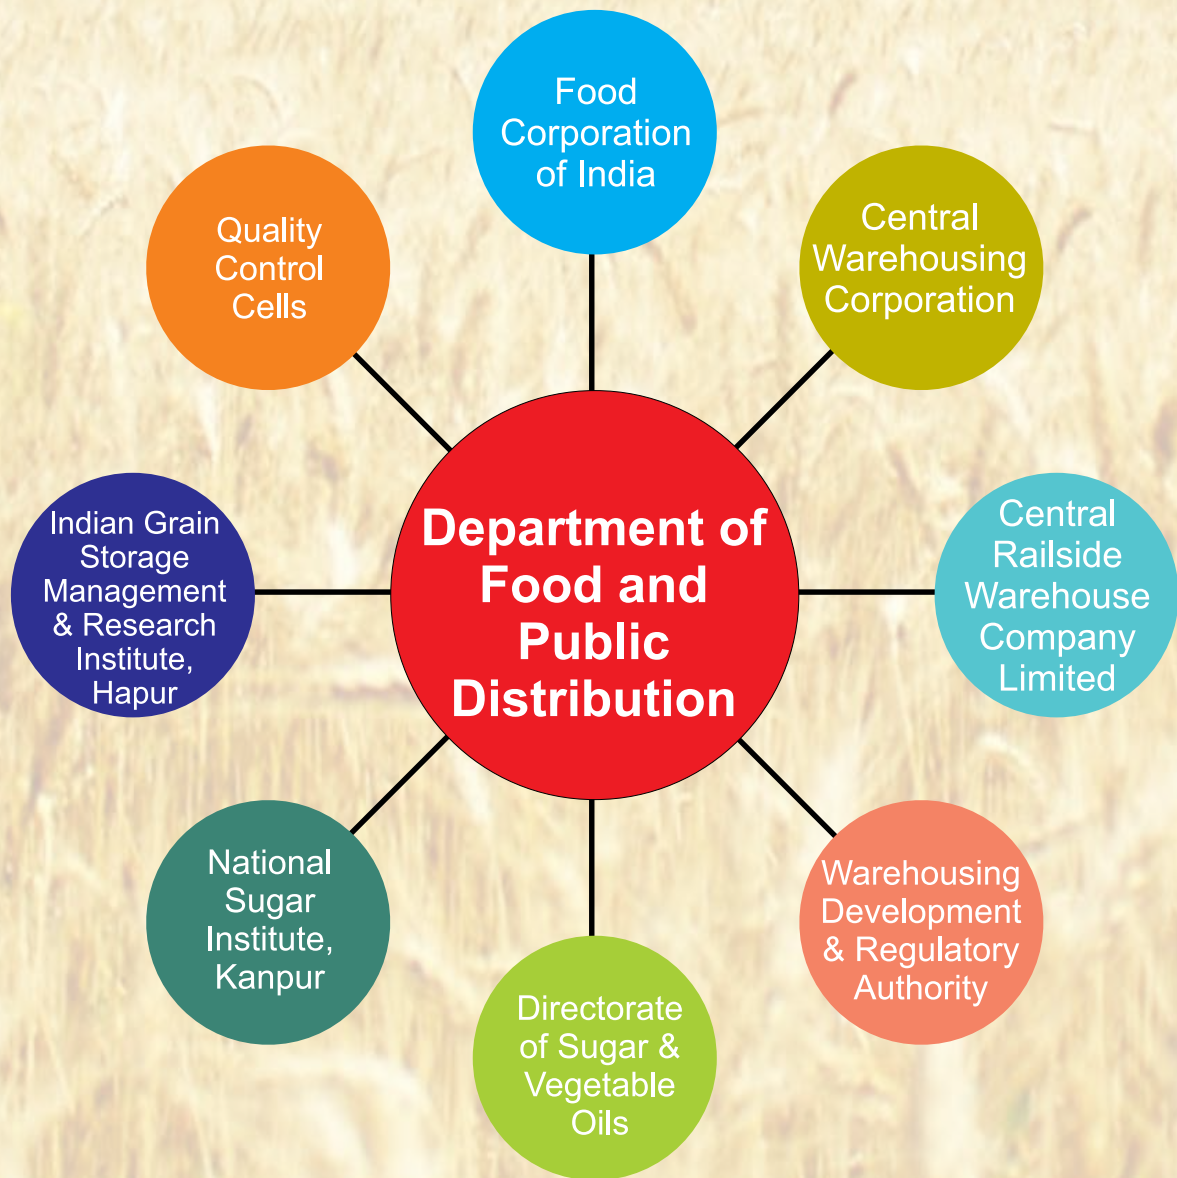 Food
Corporation
of India
Central
Warehousing
Corporation
Central
Railside
Warehouse
Company
Limited
Warehousing
Development
& Regulatory
Authority
Directorate
of Sugar &
Vegetable
Oils
National
Sugar
Institute,
Kanpur
Indian Grain
Storage
Management
& Research
Institute,
Hapur
Quality
Control
Cells
Department of
Food and
Public
Distribution